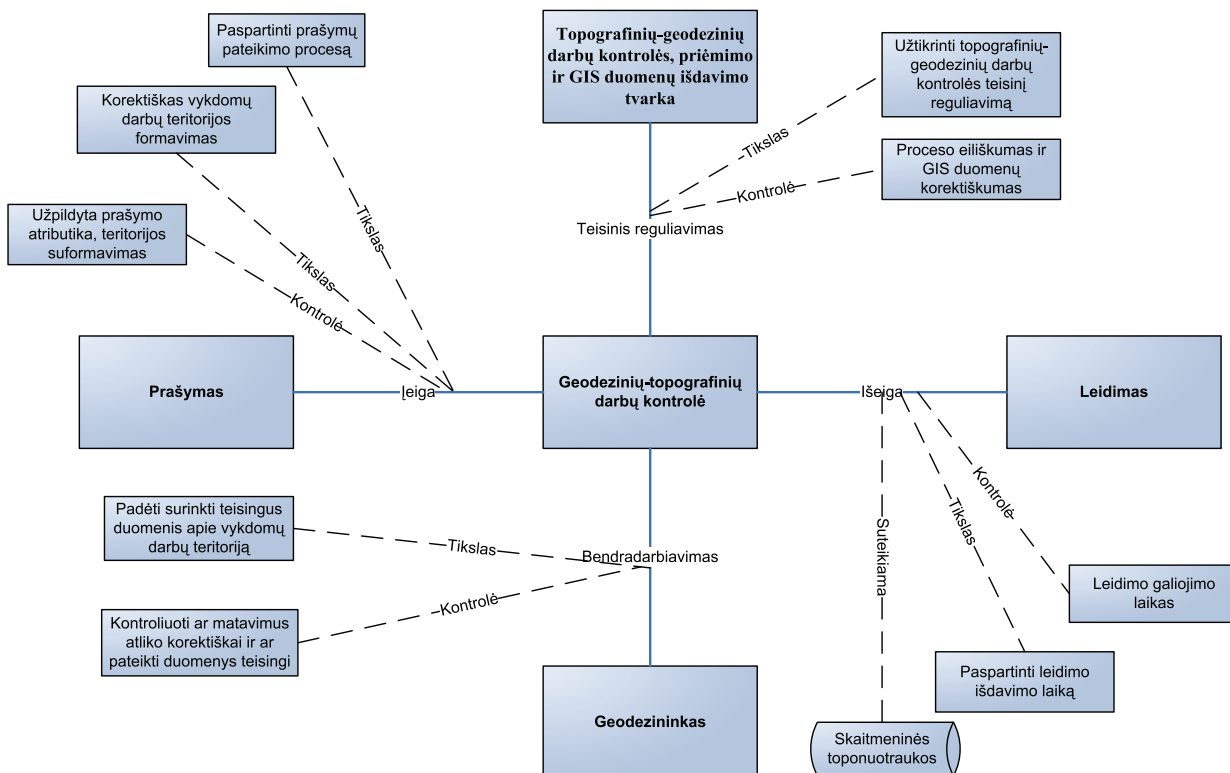 Paspartinti prašymų
pateikimo procesą
Topografinių-geodezinių
darbų kontrolės, priėmimo
ir GIS duomenų išdavimo
tvarka
Užtikrinti topografinių-
geodezinių darbų
kontrolės teisinį
reguliavimą
Korektiškas vykdomų
darbų teritorijos
formavimas
Tikslas
Proceso eiliškumas ir
GIS duomenų
korektiškumas
Kontrolė
Užpildyta prašymo
atributika, teritorijos
suformavimas
Tikslas
Teisinis reguliavimas
Tikslas
Kontrolė
Prašymas
Įeiga
Geodezinių-topografinių
darbų kontrolė
Išeiga
Leidimas
Kontrolė
Tikslas
Suteikiama
Padėti surinkti teisingus
duomenis apie vykdomų
darbų teritoriją
Tikslas
Bendradarbiavimas
Kontrolė
Leidimo galiojimo
laikas
Kontroliuoti ar matavimus
atliko korektiškai ir ar
pateikti duomenys teisingi
Paspartinti leidimo
išdavimo laiką
Geodezininkas
Skaitmeninės
toponuotraukos